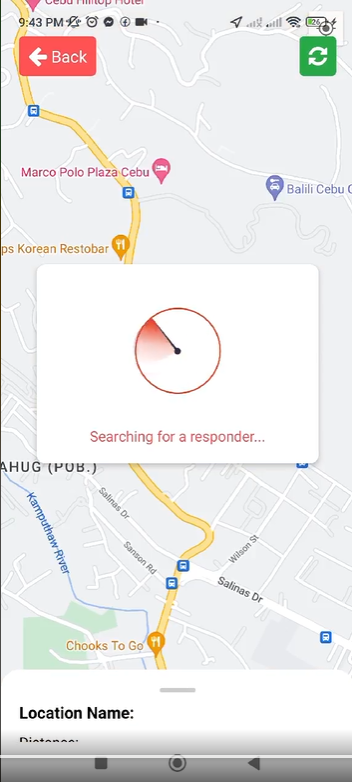 Cebu Hilltop Hotel
9:43 PM
Back
Marco Polo Plaza Cebu
Balili Cebu C
ps Korean Restobar
Searching for a responder...
AHUG (POB.)
Kamputhaw River
Salinas Dr
Sanson Rd
Wilson St
Salinas Dr
Chooks To Go
Location Name:
Distance: